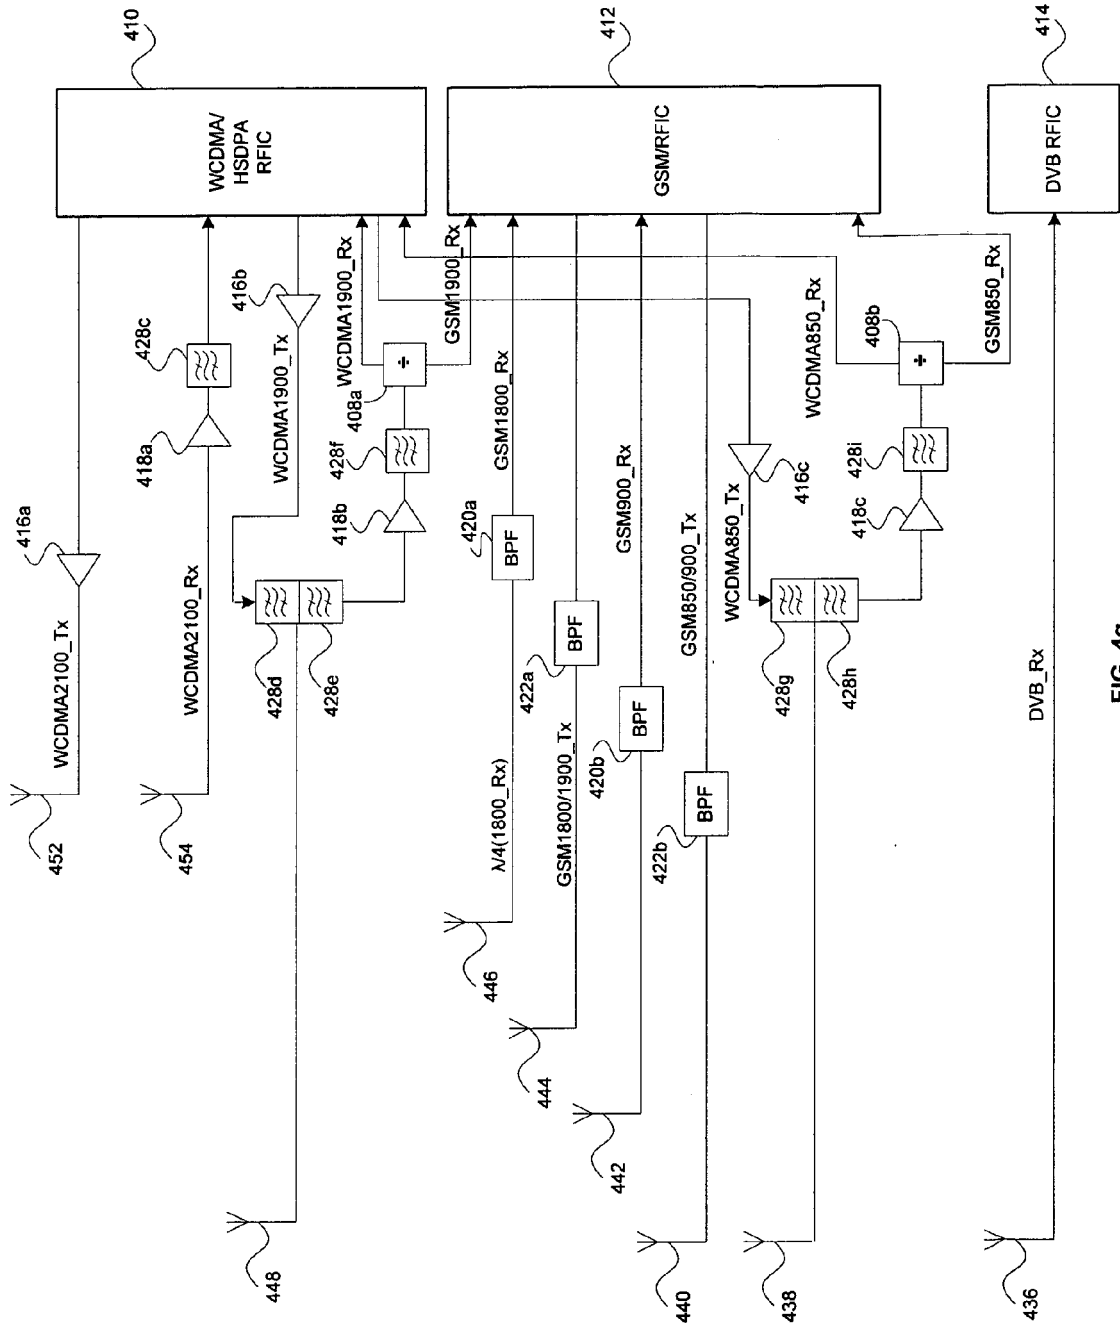 410
412
414
WCDMA/
HSDPA
RFIC
GSM/RFIC
DVB RFIC
416a
WCDMA2100_Tx
452
418a
428c
WCDMA2100_Rx
454
416b
WCDMA1900_Tx
428d
428e
418b
428f
408a
÷
WCDMA1900_Rx
GSM1900_Rx
448
GSM1800_Rx
420a
BPF
λ/4(1800_Rx)
446
422a
BPF
GSM1800/1900_Tx
444
GSM900_Rx
420b
BPF
442
GSM850/900_Tx
422b
BPF
440
416c
WCDMA850_Tx
428g
428h
418c
428i
408b
÷
WCDMA850_Rx
GSM850_Rx
438
DVB_Rx
436
FIG. 4a